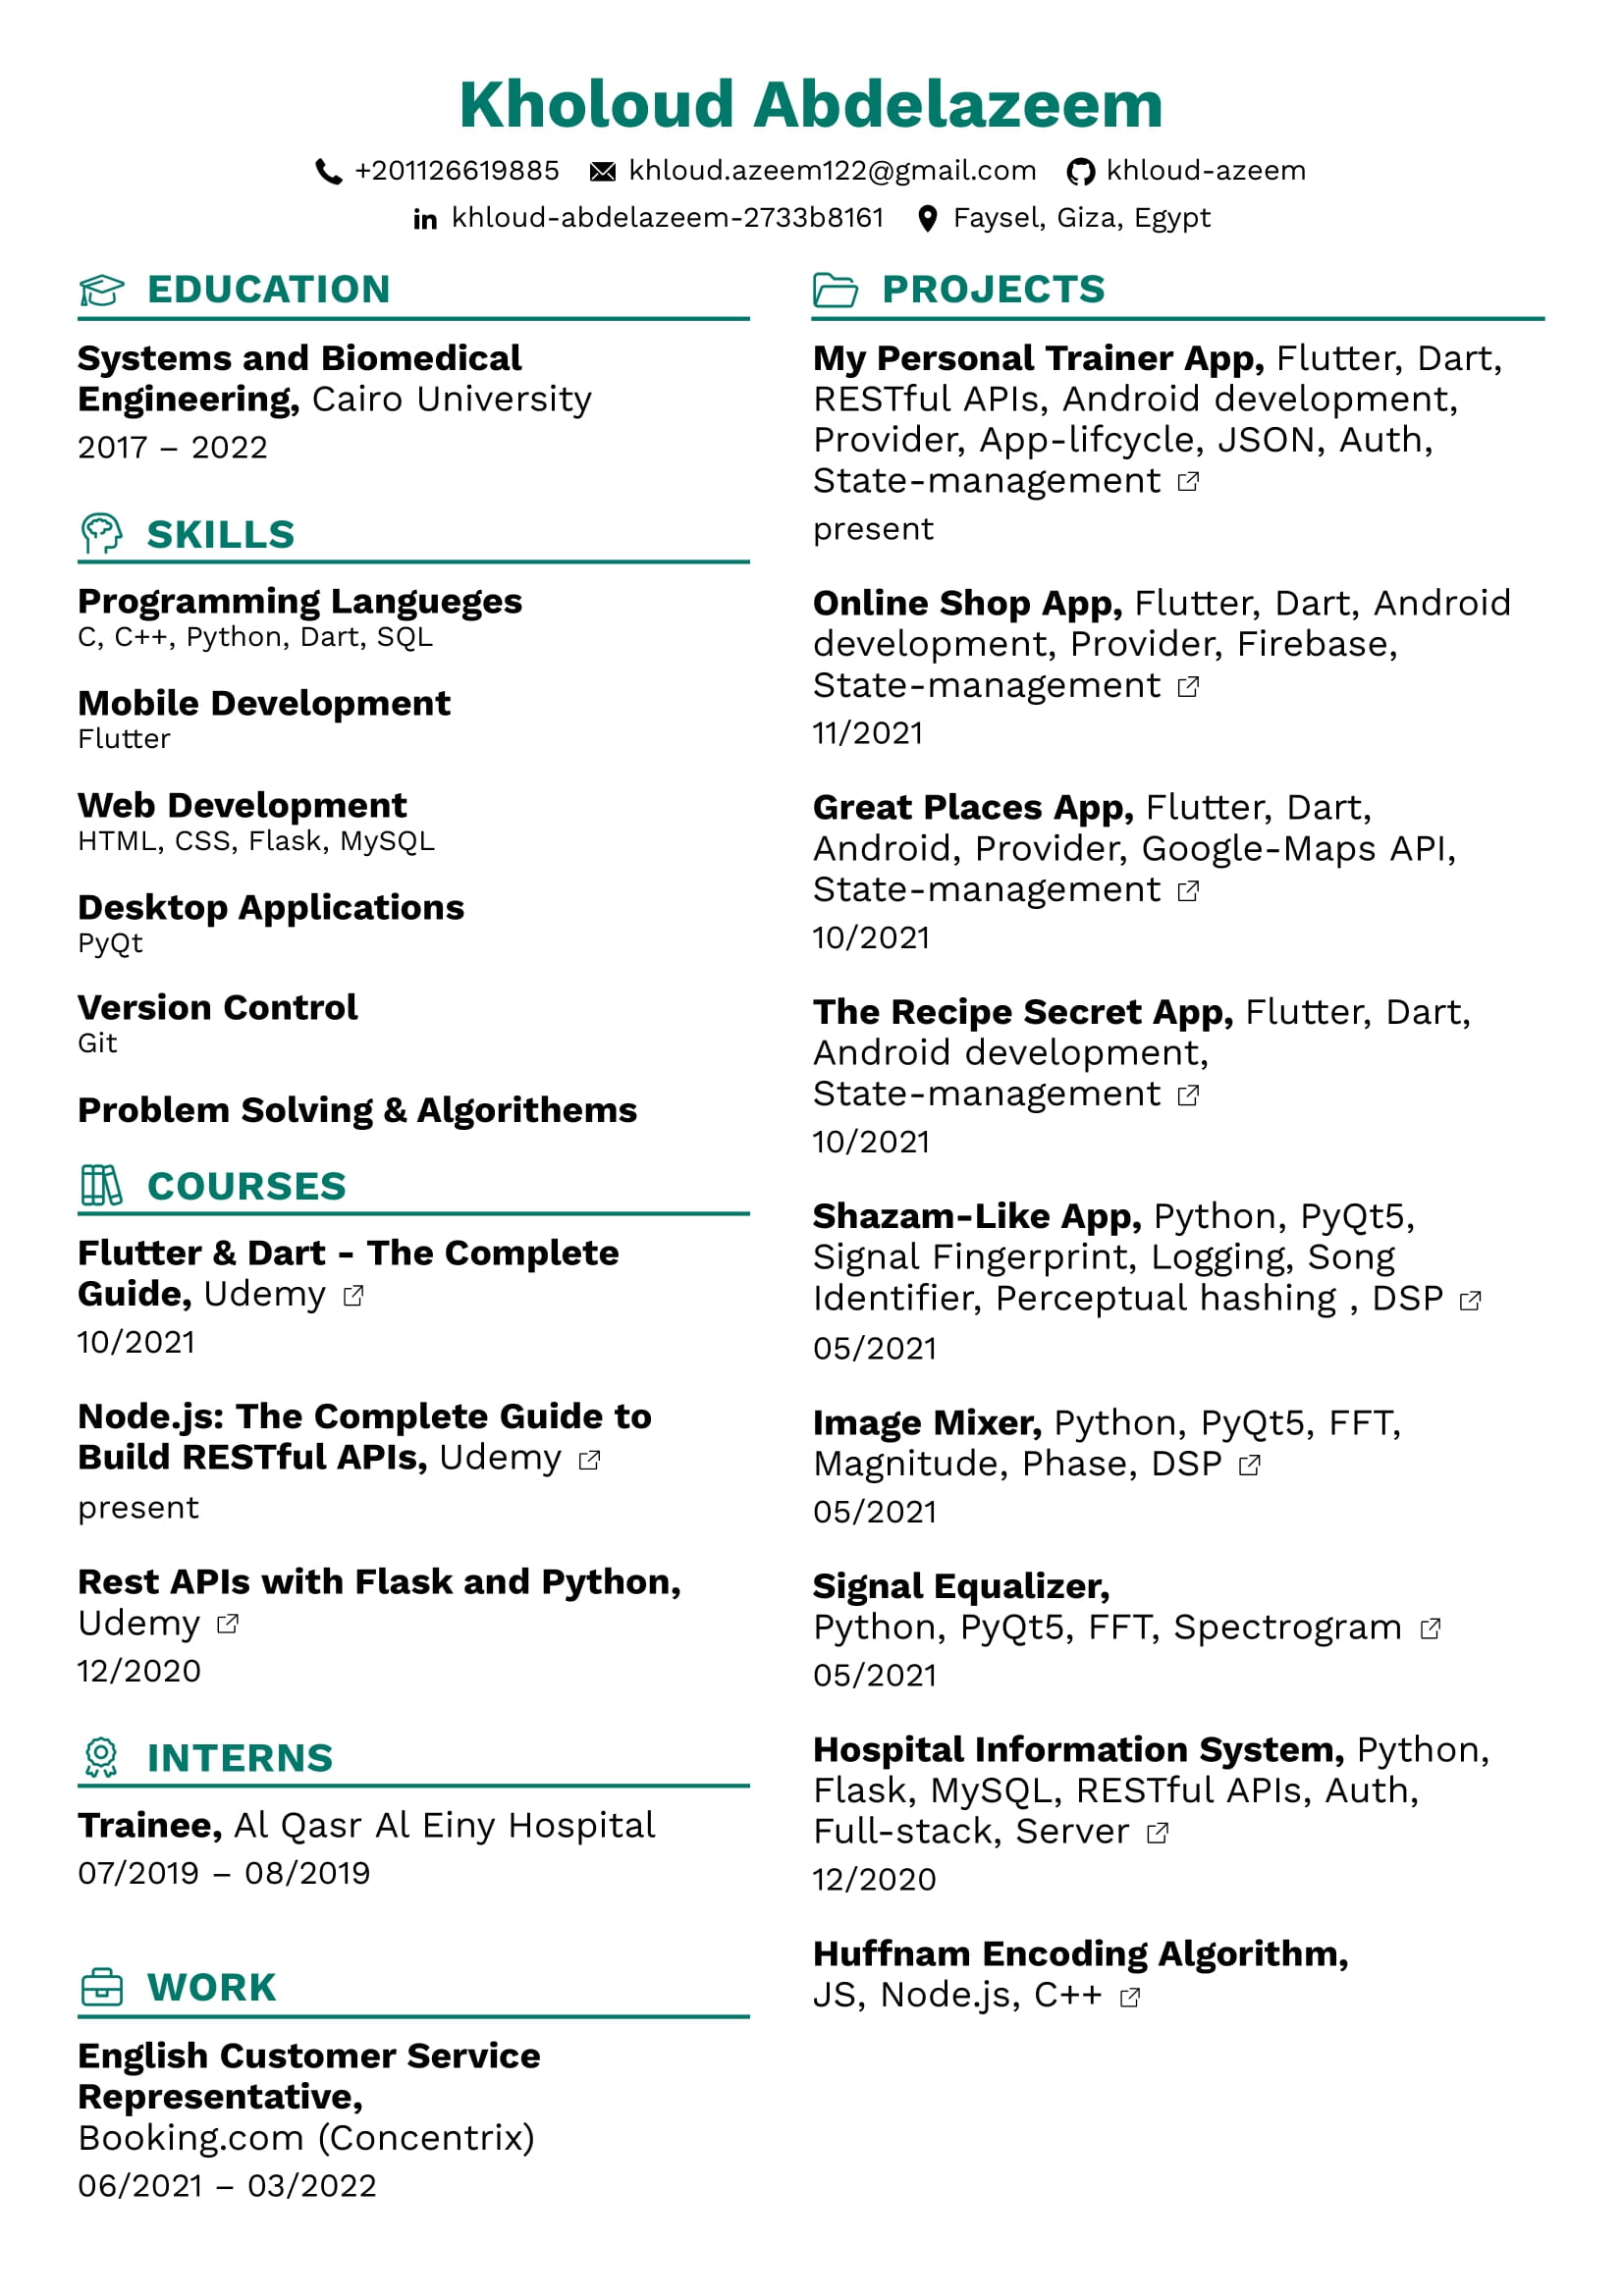 Kholoud Abdelazeem
+201126619885 khloud.azeem122@gmail.com khloud-azeem
in khloud-abdelazeem-2733b8161 Faysel, Giza, Egypt
EDUCATION
Systems and Biomedical
Engineering, Cairo University
2017 – 2022
SKILLS
Programming Langueges
C, C++, Python, Dart, SQL
Mobile Development
Flutter
Web Development
HTML, CSS, Flask, MySQL
Desktop Applications
PyQt
Version Control
Git
Problem Solving & Algorithems
COURSES
Flutter & Dart - The Complete
Guide, Udemy
10/2021
Node.js: The Complete Guide to
Build RESTful APIs, Udemy
present
Rest APIs with Flask and Python,
Udemy
12/2020
INTERNS
Trainee, Al Qasr Al Einy Hospital
07/2019 – 08/2019
WORK
English Customer Service
Representative,
Booking.com (Concentrix)
06/2021 – 03/2022
PROJECTS
My Personal Trainer App, Flutter, Dart,
RESTful APIs, Android development,
Provider, App-lifcycle, JSON, Auth,
State-management
present
Online Shop App, Flutter, Dart, Android
development, Provider, Firebase,
State-management
11/2021
Great Places App, Flutter, Dart,
Android, Provider, Google-Maps API,
State-management
10/2021
The Recipe Secret App, Flutter, Dart,
Android development,
State-management
10/2021
Shazam-Like App, Python, PyQt5,
Signal Fingerprint, Logging, Song
Identifier, Perceptual hashing , DSP
05/2021
Image Mixer, Python, PyQt5, FFT,
Magnitude, Phase, DSP
05/2021
Signal Equalizer,
Python, PyQt5, FFT, Spectrogram
05/2021
Hospital Information System, Python,
Flask, MySQL, RESTful APIs, Auth,
Full-stack, Server
12/2020
Huffnam Encoding Algorithm,
JS, Node.js, C++